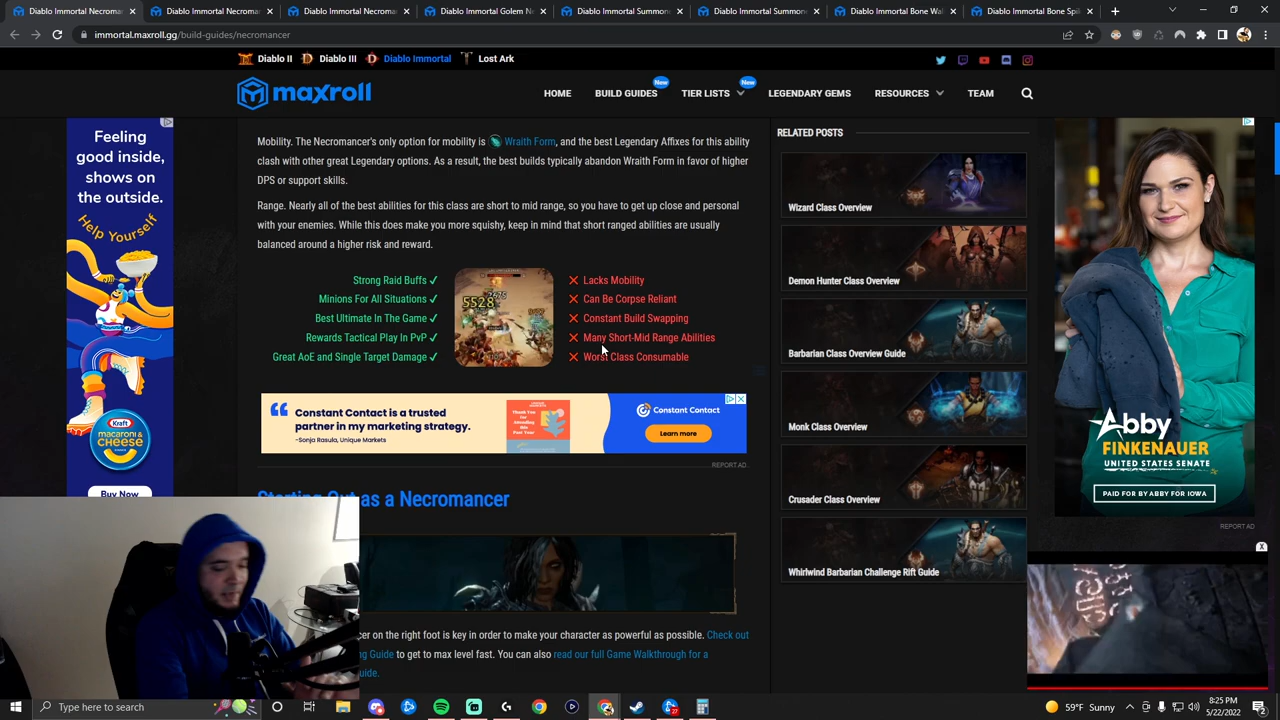 Diablo Immortal Necroman
Diablo Immortal Necroman
Diablo Immortal Necroman
Diablo Immortal Golem Ne
Diablo Immortal Summone
Diablo Immortal Summone
Diablo Immortal Bone Wal
Diablo Immortal Bone Spik
immortal.maxroll.gg/build-guides/necromancer
Diablo II
Diablo III
Diablo Immortal
Lost Ark
maxroll
HOME
BUILD GUIDES
New
TIER LISTS
New
LEGENDARY GEMS
RESOURCES
TEAM
Mobility. The Necromancer's only option for mobility is Wraith Form, and the best Legendary Affixes for this ability
clash with other great Legendary options. As a result, the best builds typically abandon Wraith Form in favor of higher
DPS or support skills.
Range. Nearly all of the best abilities for this class are short to mid range, so you have to get up close and personal
with your enemies. While this does make you more squishy, keep in mind that short ranged abilities are usually
balanced around a higher risk and reward.
Strong Raid Buffs
Minions For All Situations
Best Ultimate In The Game
Rewards Tactical Play In PvP
Great AoE and Single Target Damage
5528
Lacks Mobility
Can Be Corpse Reliant
Constant Build Swapping
Many Short-Mid Range Abilities
Worst Class Consumable
Constant Contact is a trusted
partner in my marketing strategy.
-Sonja Rasula, Unique Markets
Constant Contact
Learn more
REPORT AD
Starting Out as a Necromancer
cer on the right foot is key in order to make your character as powerful as possible. Check out
ng Guide to get to max level fast. You can also read our full Game Walkthrough for a
uide.
RELATED POSTS
Wizard Class Overview
Demon Hunter Class Overview
Barbarian Class Overview Guide
Monk Class Overview
Crusader Class Overview
Whirlwind Barbarian Challenge Rift Guide
Feeling
good inside,
shows on
the outside.
Help Yourself
Kraft
macaroni &
CHEESE
DINNER
Buy Now
Abby
FINKENAUER
UNITED STATES SENATE
PAID FOR BY ABBY FOR IOWA
REPORT AD
X
Type here to search
27
59°F Sunny
8:25 PM
5/22/2022
2